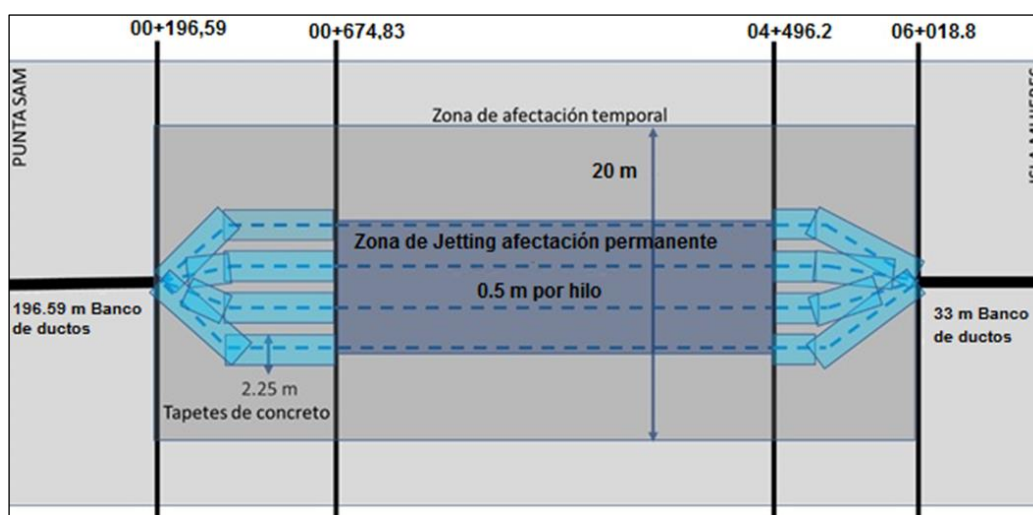 00+196,59
00+674,83
04+496.2
06+018.8
PUNTA SAM
Zona de afectación temporal
20 m
Zona de Jetting afectación permanente
0.5 m por hilo
196.59 m Banco
de ductos
33 m Banco
de ductos
2.25 m
Tapetes de concreto